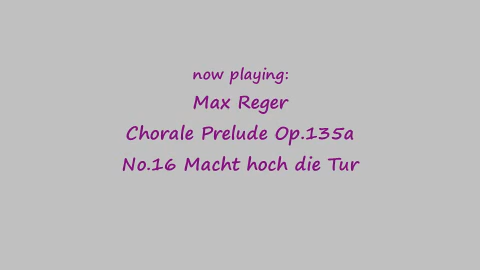 now playing:
Max Reger
Chorale Prelude Op.135a
No.16 Macht hoch die Tur